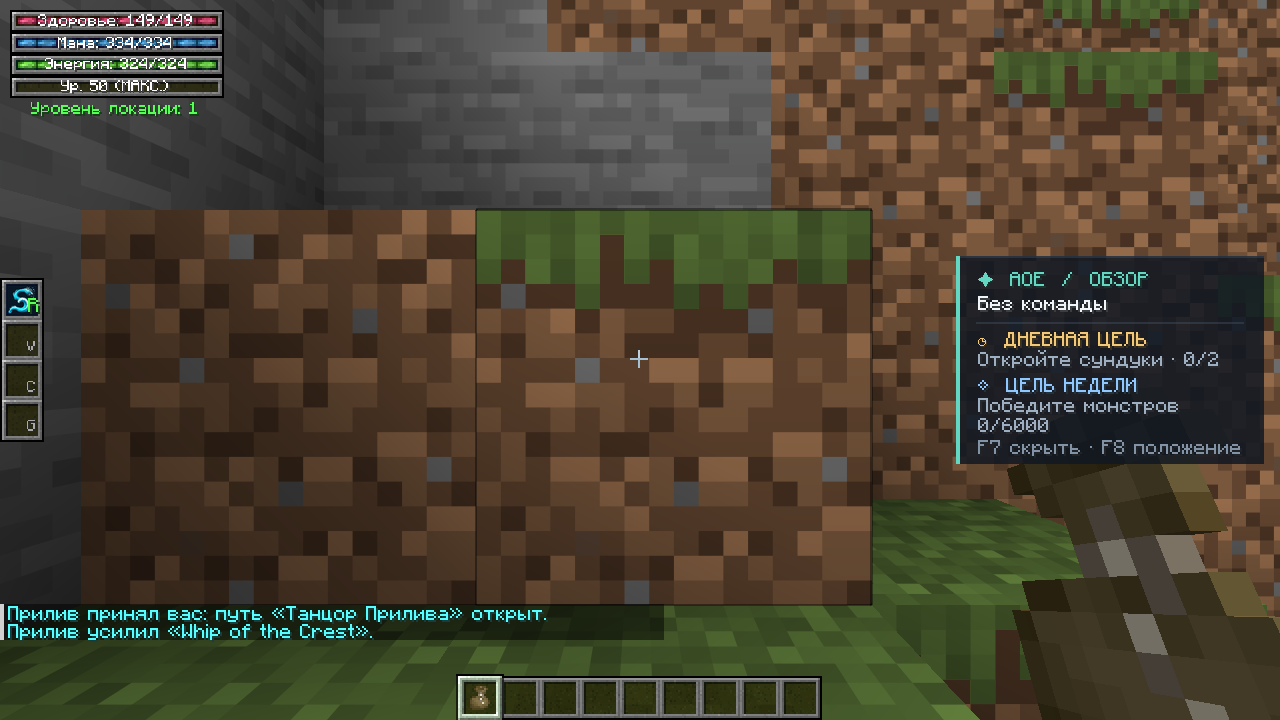 Здоровье: 149/149
Мана: 334/334
Энергия: 324/324
Ур. 50 (МАКС.)
Уровень локации: 1
AOE / ОБЗОР
Без команды
ДНЕВНАЯ ЦЕЛЬ
Откройте сундуки · 0/2
ЦЕЛЬ НЕДЕЛИ
Победите монстров
0/6000
F7 скрыть · F8 положение
R
V
C
G
Прилив принял вас: путь «Танцор Прилива» открыт.
Прилив усилил «Whip of the Crest».